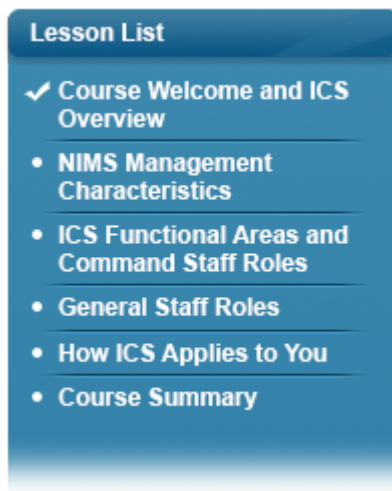 Lesson List
Course Welcome and ICS
Overview
NIMS Management
Characteristics
ICS Functional Areas and
Command Staff Roles
General Staff Roles
How ICS Applies to You
Course Summary